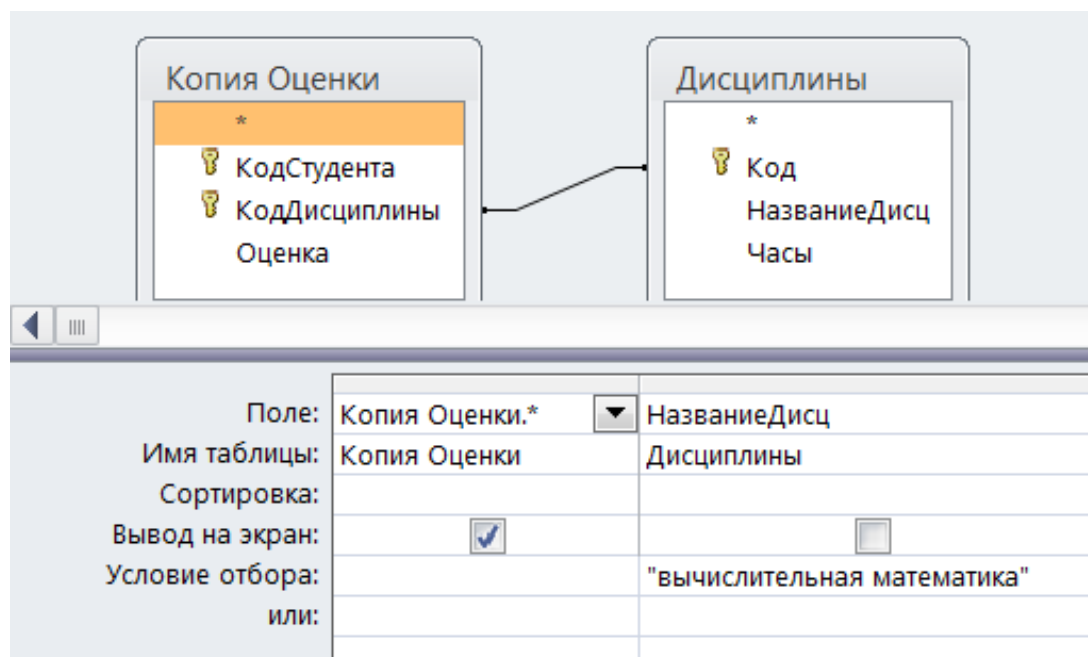 Копия Оценки
*
КодСтудента
КодДисциплины
Оценка
Дисциплины
*
Код
НазваниеДисц
Часы
Поле: Копия Оценки.* НазваниеДисц
Имя таблицы: Копия Оценки Дисциплины
Сортировка:
Вывод на экран:
Условие отбора: "вычислительная математика"
или: